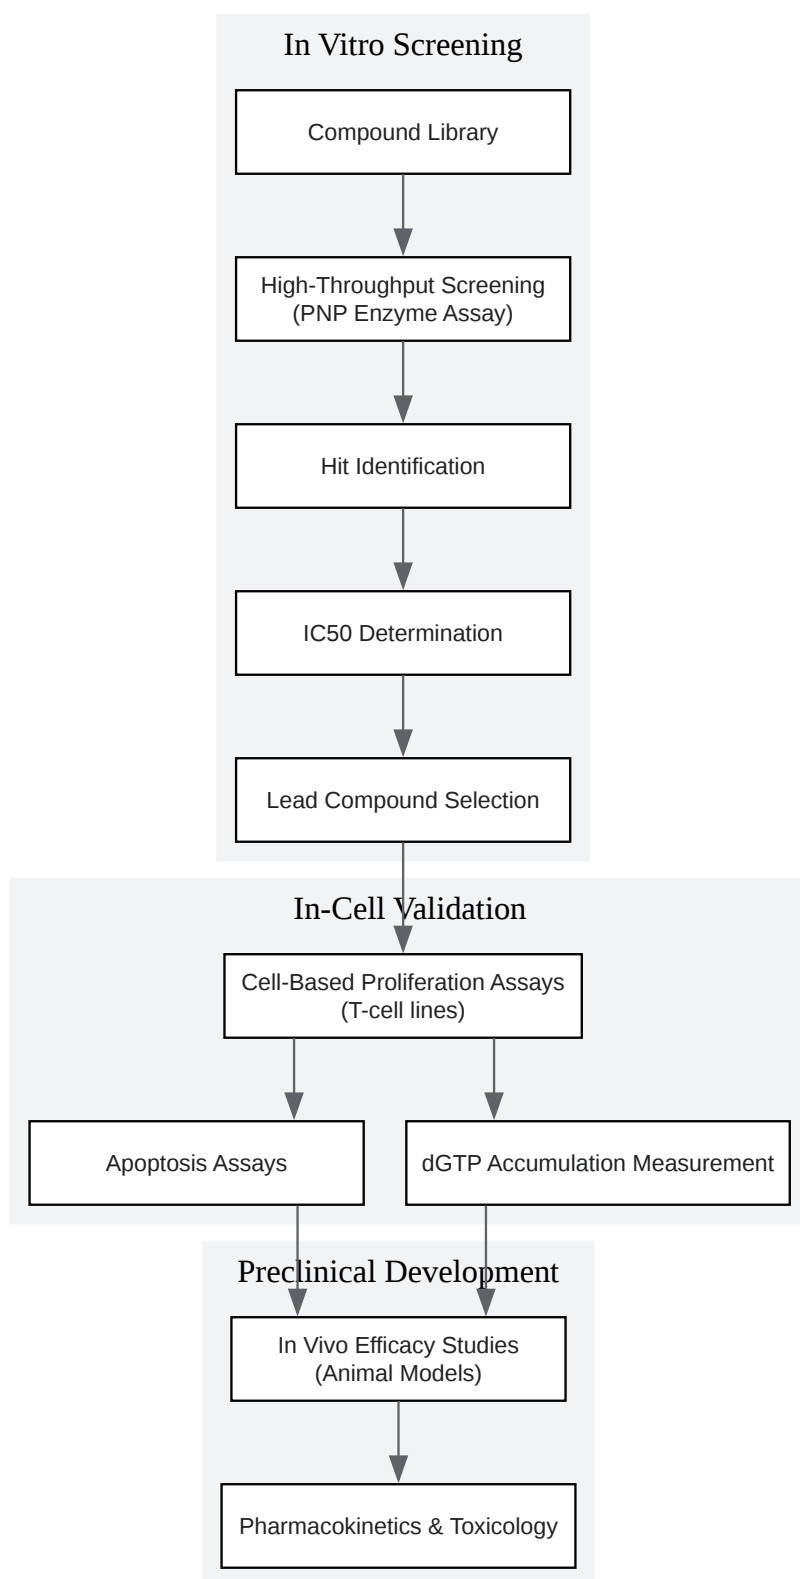 In Vitro Screening
Compound Library
High-Throughput Screening
(PNP Enzyme Assay)
Hit Identification
IC50 Determination
Lead Compound Selection
In-Cell Validation
Cell-Based Proliferation Assays
(T-cell lines)
Apoptosis Assays
dGTP Accumulation Measurement
Preclinical Development
In Vivo Efficacy Studies
(Animal Models)
Pharmacokinetics & Toxicology